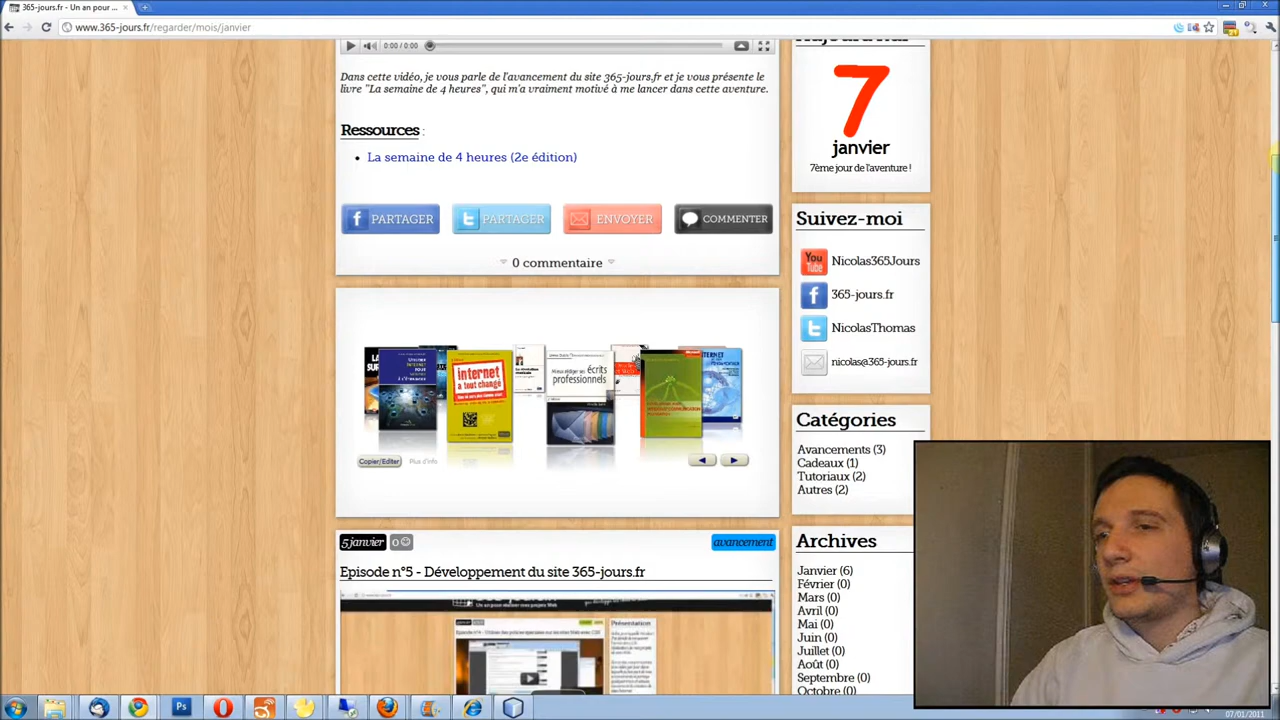 365-jours.fr - Un an pour ...
www.365-jours.fr/regarder/mois/janvier
0:00 / 0:00
Dans cette vidéo, je vous parle de l'avancement du site 365-jours.fr et je vous présente le
livre "La semaine de 4 heures", qui m'a vraiment motivé à me lancer dans cette aventure.
Ressources :
La semaine de 4 heures (2e édition)
PARTAGER
PARTAGER
ENVOYER
COMMENTER
0 commentaire
internet
a tout changé
écrits
professionnels
Copier/Editer
Plus d'info
5 janvier
0
avancement
Episode n°5 - Développement du site 365-jours.fr
Présentation
7
janvier
7ème jour de l'aventure !
Suivez-moi
You
Tube
Nicolas365Jours
365-jours.fr
NicolasThomas
nicolas@365-jours.fr
Catégories
Avancements (3)
Cadeaux (1)
Tutoriaux (2)
Autres (2)
Archives
Janvier (6)
Février (0)
Mars (0)
Avril (0)
Mai (0)
Juin (0)
Juillet (0)
Août (0)
Septembre (0)
Octobre (0)
07/01/2011